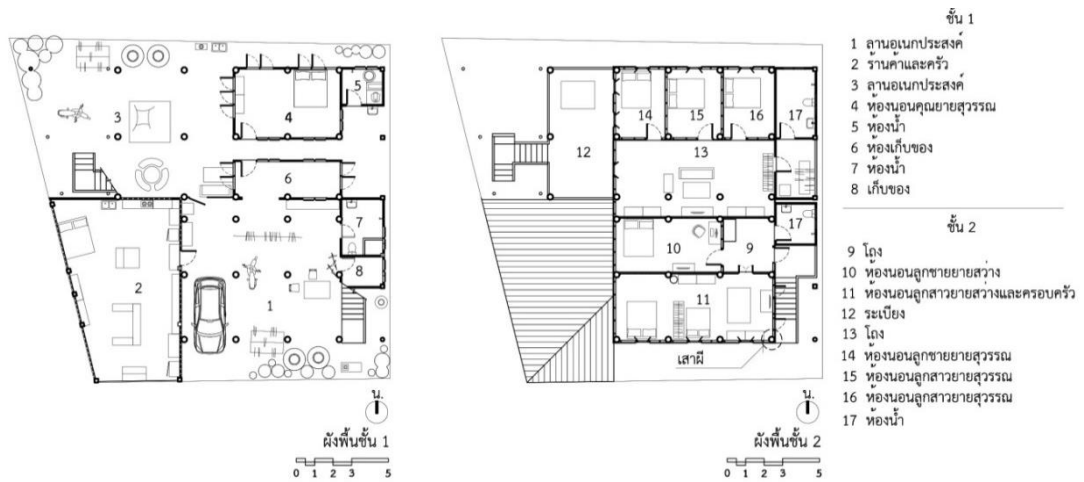 3
4
5
6
7
2
8
1
น.
ผังพื้นชั้น 1
0 1 2 3 5
14
15
16
17
12
13
17
10
9
11
เสาผี
น.
ผังพื้นชั้น 2
0 1 2 3 5
ชั้น 1
1 ลานอเนกประสงค์
2 ร้านค้าและครัว
3 ลานอเนกประสงค์
4 ห้องนอนคุณยายสุวรรณ
5 ห้องน้ำ
6 ห้องเก็บของ
7 ห้องน้ำ
8 เก็บของ
ชั้น 2
9 โถง
10 ห้องนอนลูกชายยายสว่าง
11 ห้องนอนลูกสาวยายสว่างและครอบครัว
12 ระเบียง
13 โถง
14 ห้องนอนลูกชายยายสุวรรณ
15 ห้องนอนลูกสาวยายสุวรรณ
16 ห้องนอนลูกสาวยายสุวรรณ
17 ห้องน้ำ